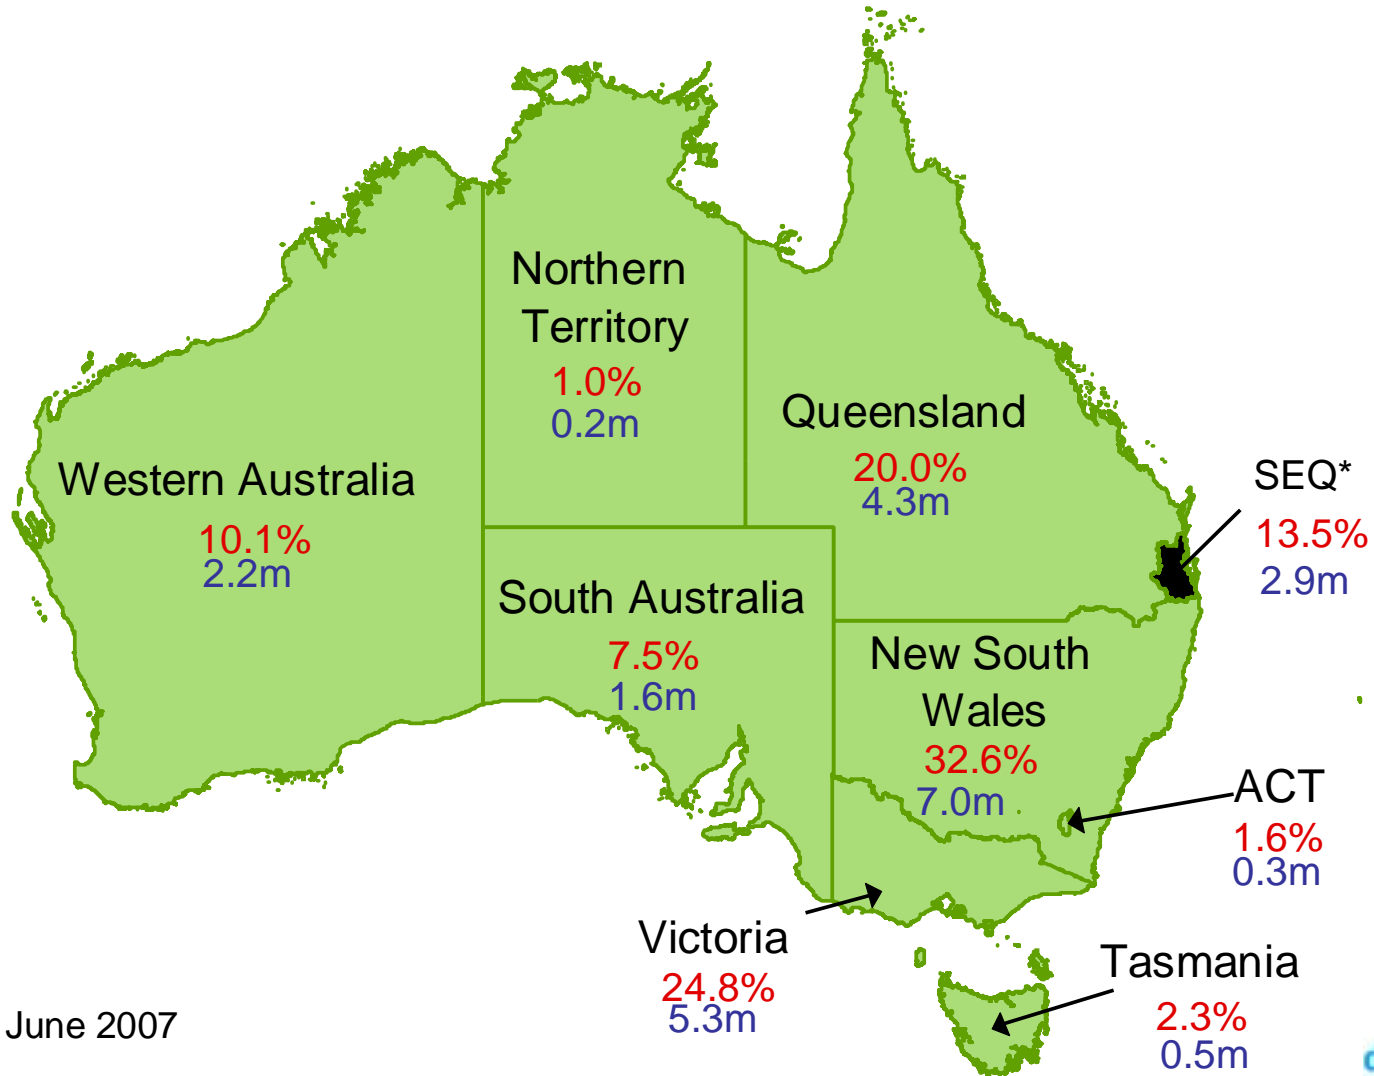 Northern
Territory
1.0%
0.2m
Queensland
20.0%
4.3m
Western Australia
10.1%
2.2m
SEQ*
13.5%
2.9m
South Australia
7.5%
1.6m
New South
Wales
32.6%
7.0m
ACT
1.6%
0.3m
Victoria
24.8%
5.3m
Tasmania
2.3%
0.5m
June 2007